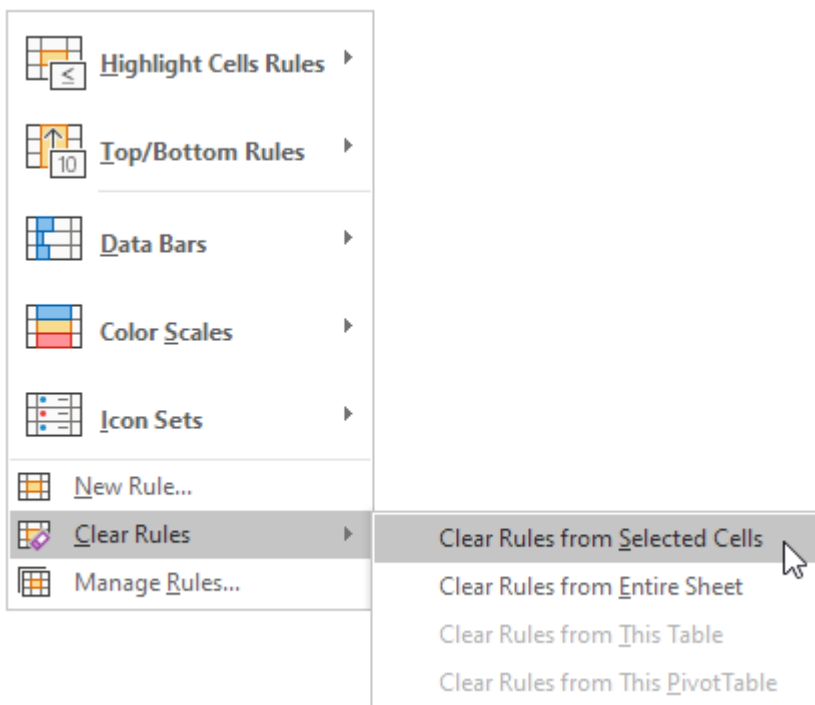 ≤
Highlight Cells Rules
10
Top/Bottom Rules
Data Bars
Color Scales
Icon Sets
New Rule...
Clear Rules
Manage Rules...
Clear Rules from Selected Cells
Clear Rules from Entire Sheet
Clear Rules from This Table
Clear Rules from This PivotTable